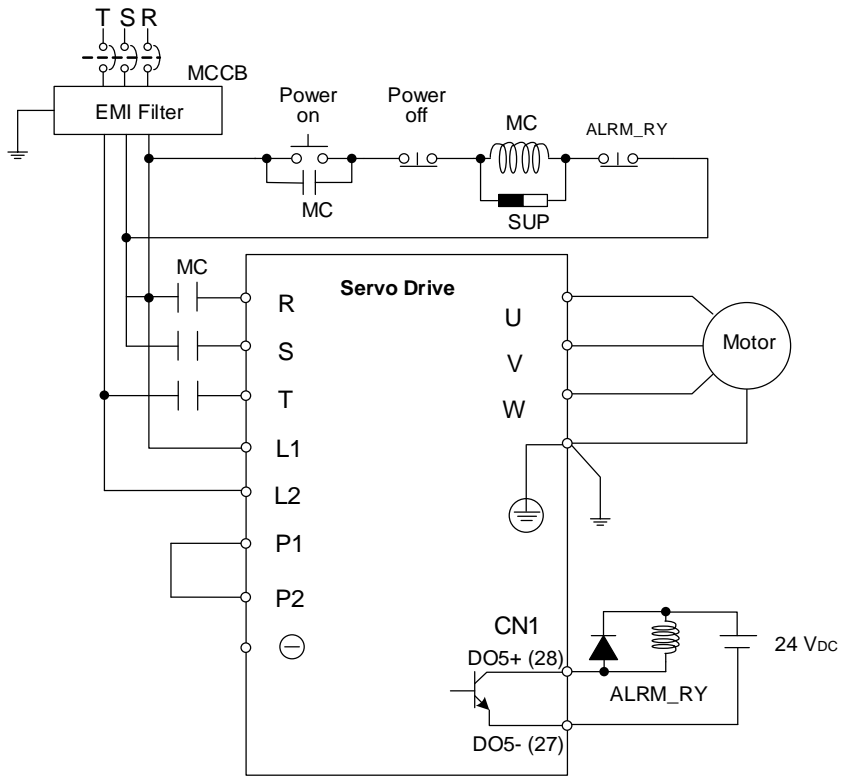 T S R
MCCB
EMI Filter
Power
on
Power
off
MC
ALRM_RY
MC
SUP
MC
Servo Drive
R
S
T
L1
L2
P1
P2
U
V
W
Motor
CN1
DO5+ (28)
DO5- (27)
ALRM_RY
24 VDC